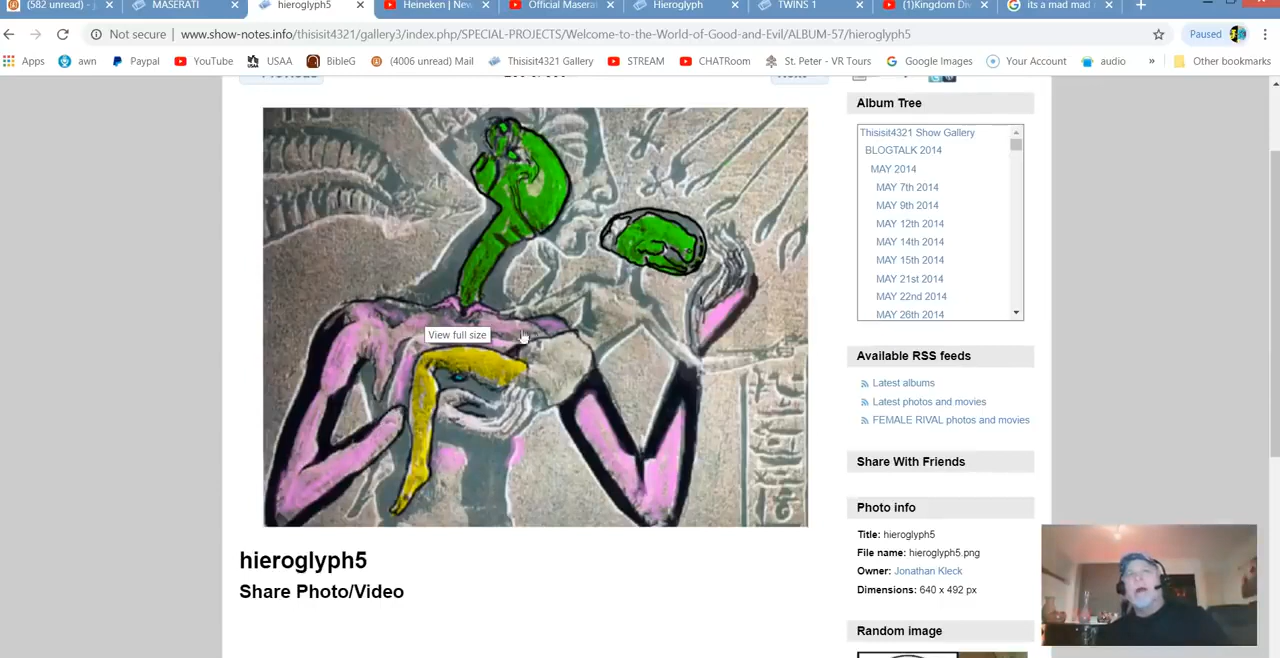 (582 unread) - j
MASERATI
hieroglyph5
Heineken | New
Official Masera
Hieroglyph
TWINS 1
(1)Kingdom Div
its a mad mad m
Not secure | www.show-notes.info/thisisit4321/gallery3/index.php/SPECIAL-PROJECTS/Welcome-to-the-World-of-Good-and-Evil/ALBUM-57/hieroglyph5
Paused
Apps
awn
Paypal
YouTube
USAA
BibleG
(4006 unread) Mail
Thisisit4321 Gallery
STREAM
CHATRoom
St. Peter - VR Tours
Google Images
Your Account
audio
»
Other bookmarks
Album Tree
Thisisit4321 Show Gallery
BLOGTALK 2014
MAY 2014
MAY 7th 2014
MAY 9th 2014
MAY 12th 2014
MAY 14th 2014
MAY 15th 2014
MAY 21st 2014
MAY 22nd 2014
MAY 26th 2014
View full size
Available RSS feeds
Latest albums
Latest photos and movies
FEMALE RIVAL photos and movies
Share With Friends
Photo info
Title: hieroglyph5
File name: hieroglyph5.png
Owner: Jonathan Kleck
Dimensions: 640 x 492 px
Random image
hieroglyph5
Share Photo/Video